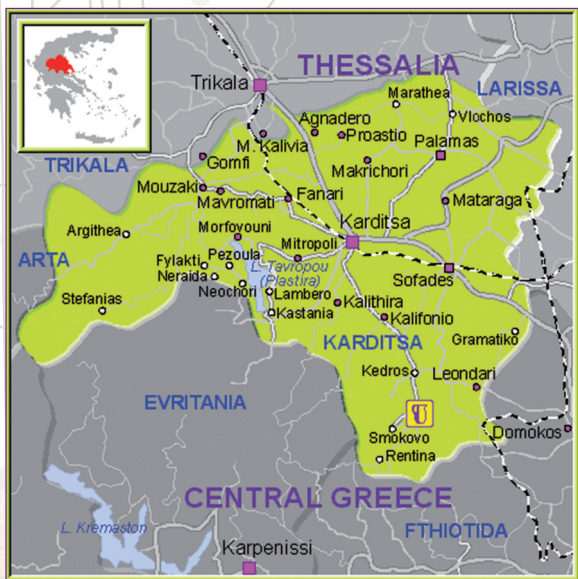 THESSALIA
Trikala
LARISSA
Marathea
Vlochos
Agnadero
Proastio
M. Kalivia
Palamas
TRIKALA
Gomfi
Makrichori
Mouzaki
Mavromati
Fanari
Mataraga
Argithea
Morfovouni
Karditsa
ARTA
Mitropoli
Fylakti
Pezoula
L. Tavropou
(Plastira)
Neraida
Sofades
Neochori
Lambero
Stefanias
Kastania
Kalithira
Kalifonio
KARDITSA
Gramatiko
Kedros
Leondari
EVRITANIA
Smokovo
Domokos
Rentina
CENTRAL GREECE
L. Kremaston
FTHIOTIDA
Karpenissi